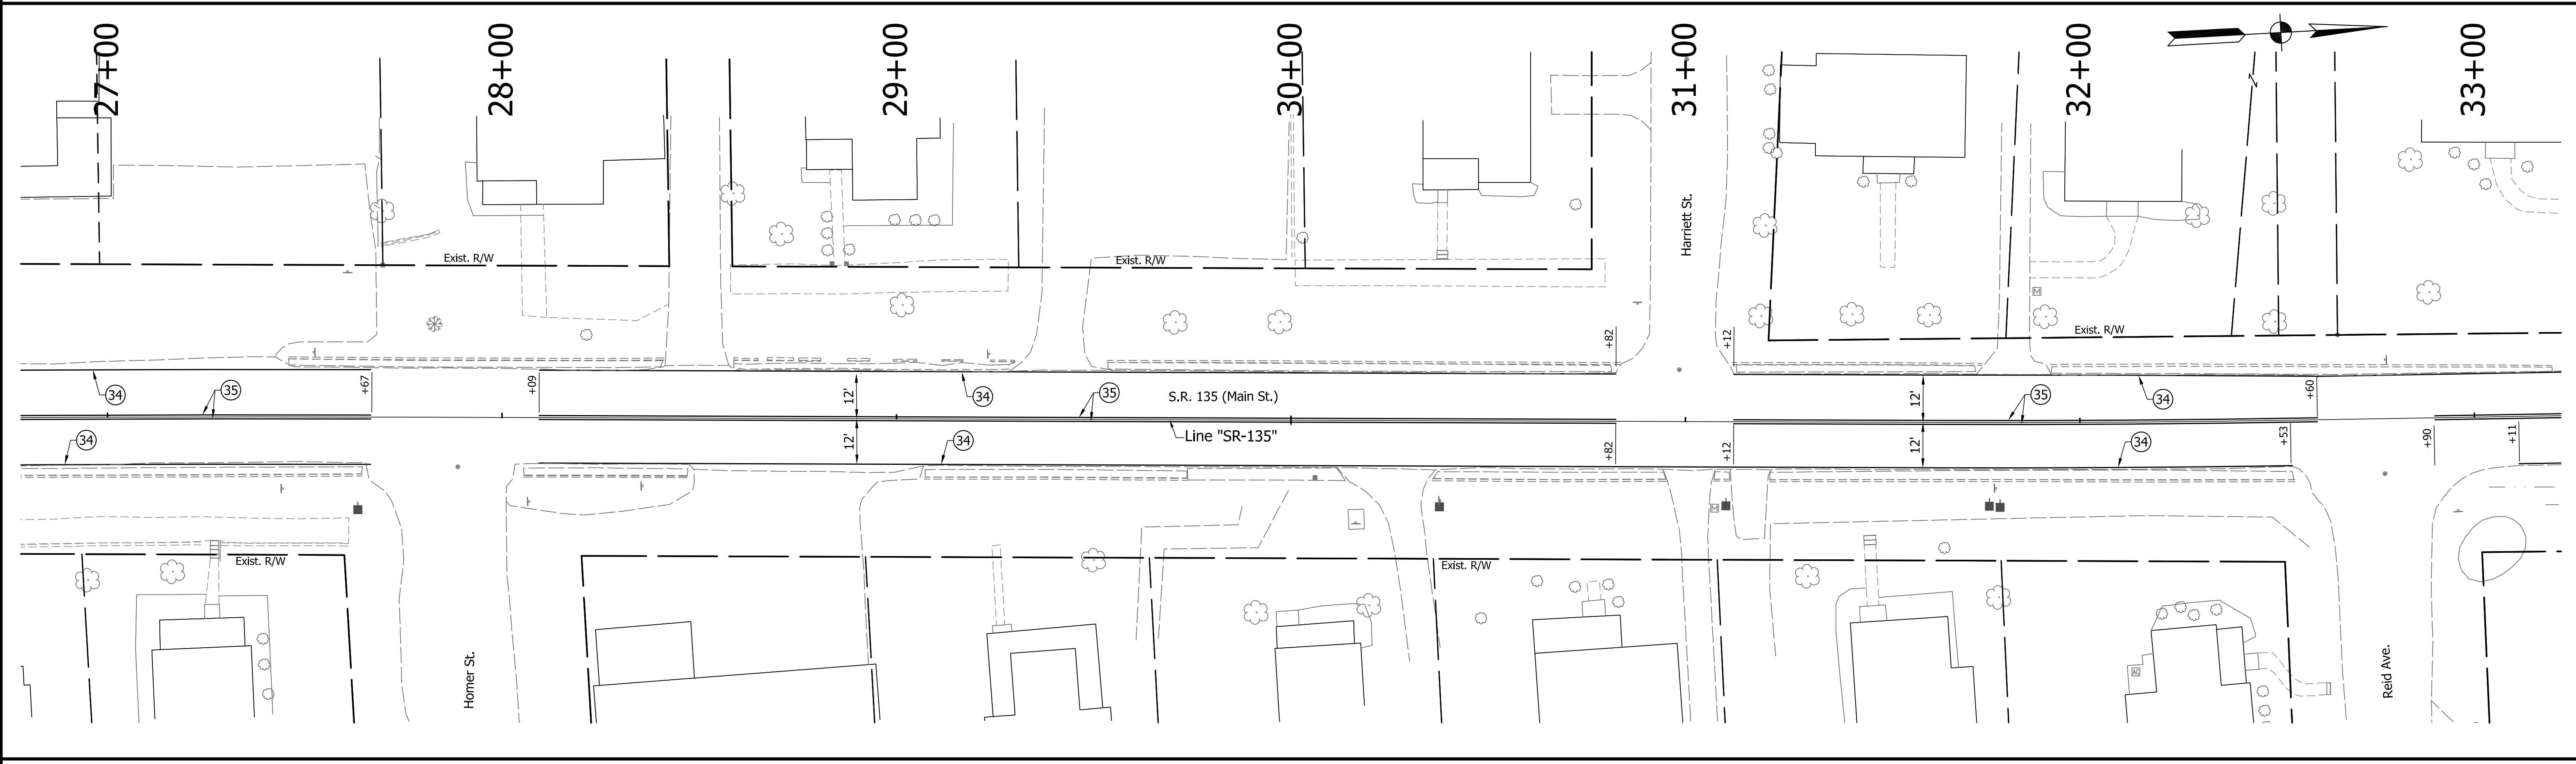 27+00
28+00
29+00
30+00
31+00
32+00
33+00
N
Harriett St.
Exist. R/W
Exist. R/W
M
Exist. R/W
+82
+12
34
35
+67
+09
12'
34
35
S.R. 135 (Main St.)
12'
35
34
+60
34
12'
34
Line "SR-135"
+82
+12
12'
34
+53
+90
+11
M
Exist. R/W
Exist. R/W
Homer St.
AC
Reid Ave.